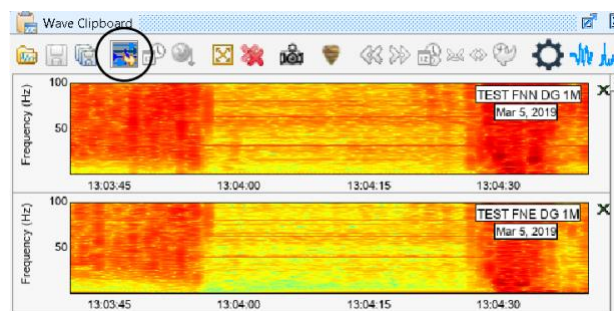 Wave Clipboard
Frequency (Hz)
100
50
TEST FNN DG 1M
Mar 5, 2019
13:03:45 13:04:00 13:04:15 13:04:30
Frequency (Hz)
100
50
TEST FNE DG 1M
Mar 5, 2019
13:03:45 13:04:00 13:04:15 13:04:30